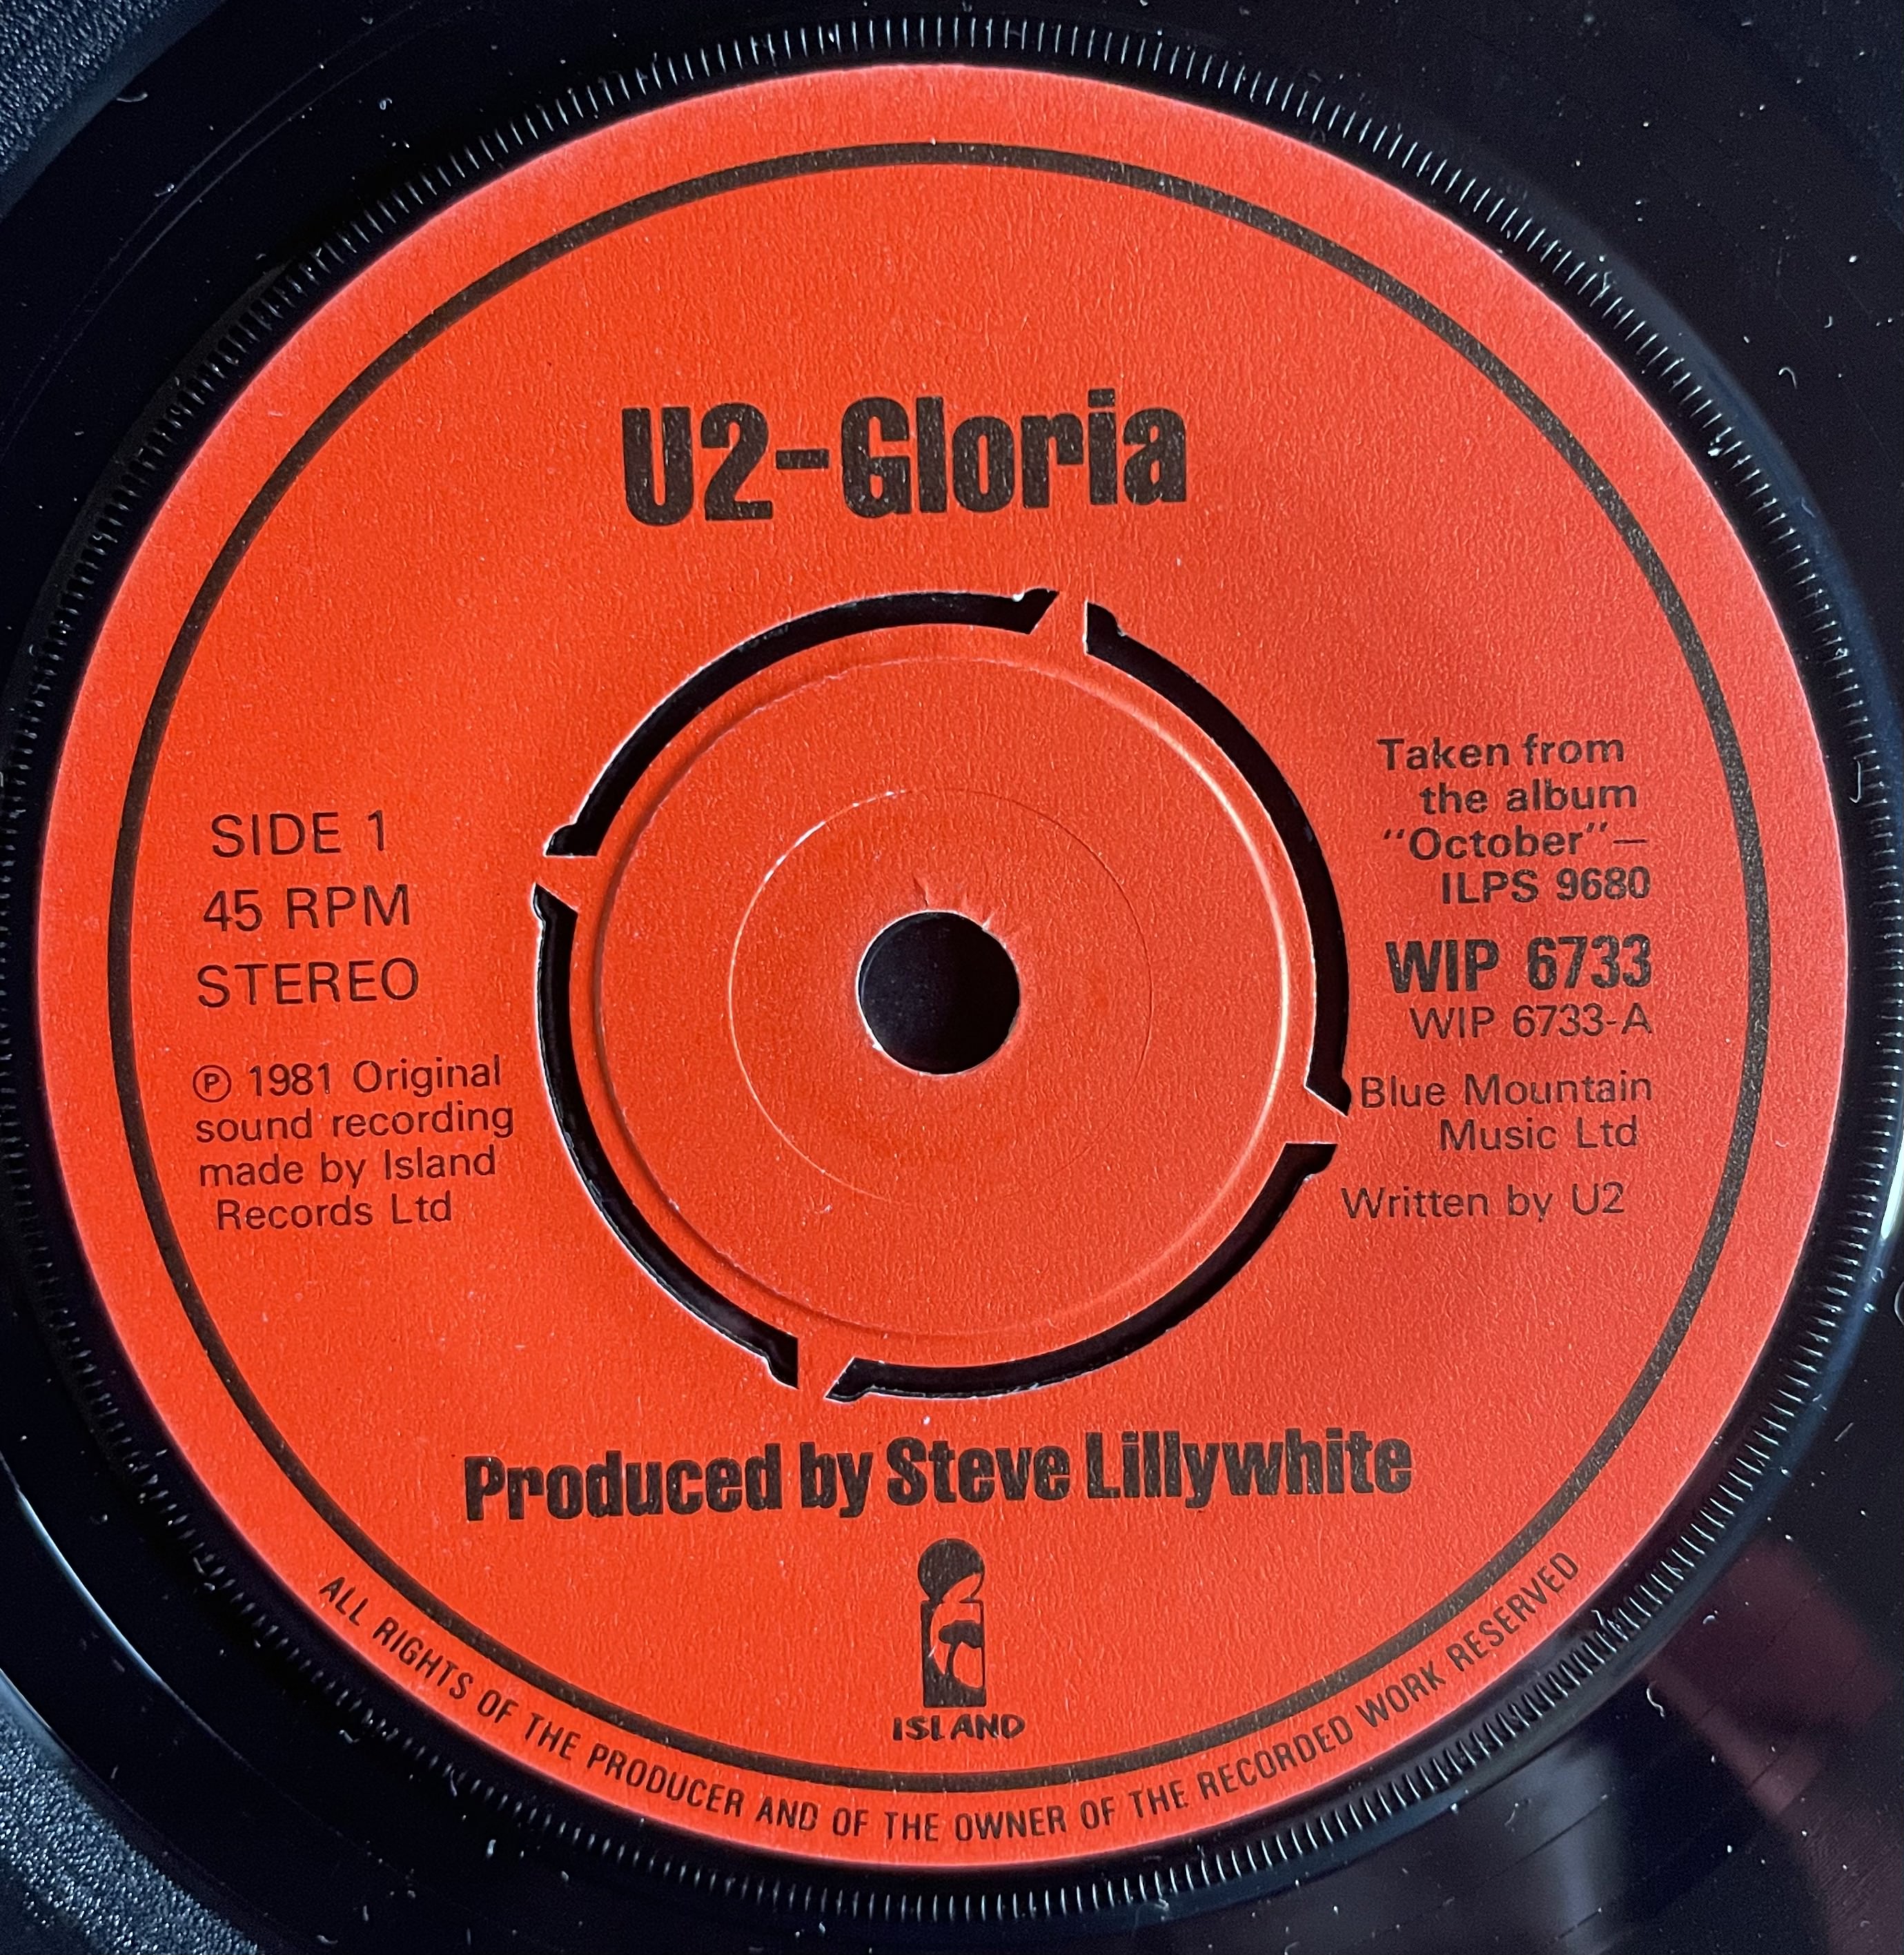 U2-Gloria
SIDE 1
45 RPM
STEREO
Ⓟ 1981 Original
sound recording
made by Island
Records Ltd
Taken from
the album
"October"—
ILPS 9680
WIP 6733
WIP 6733-A
Blue Mountain
Music Ltd
Written by U2
Produced by Steve Lillywhite
ISLAND
ALL RIGHTS OF THE PRODUCER AND OF THE OWNER OF THE RECORDED WORK RESERVED